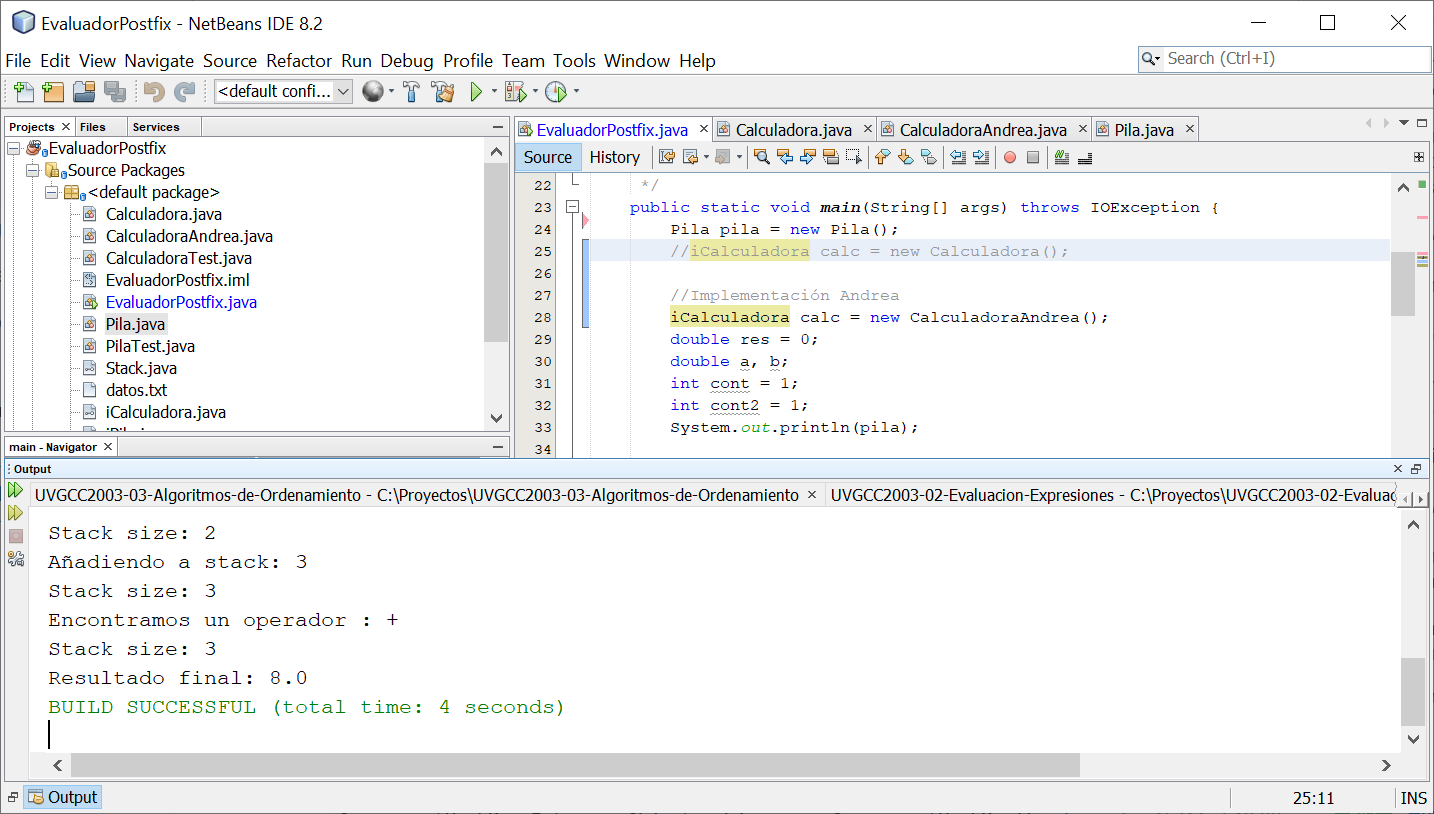 EvaluadorPostfix - NetBeans IDE 8.2
File Edit View Navigate Source Refactor Run Debug Profile Team Tools Window Help
Search (Ctrl+I)
<default confi...
Projects Files Services
EvaluadorPostfix
Source Packages
<default package>
Calculadora.java
CalculadoraAndrea.java
CalculadoraTest.java
EvaluadorPostfix.iml
EvaluadorPostfix.java
Pila.java
PilaTest.java
Stack.java
datos.txt
iCalculadora.java
main - Navigator
EvaluadorPostfix.java Calculadora.java CalculadoraAndrea.java Pila.java
Source History
22 */
23 public static void main(String[] args) throws IOException {
24 Pila pila = new Pila();
25 //iCalculadora calc = new Calculadora();
26
27 //Implementación Andrea
28 iCalculadora calc = new CalculadoraAndrea();
29 double res = 0;
30 double a, b;
31 int cont = 1;
32 int cont2 = 1;
33 System.out.println(pila);
34
Output
UVGCC2003-03-Algoritmos-de-Ordenamiento - C:\Proyectos\UVGCC2003-03-Algoritmos-de-Ordenamiento UVGCC2003-02-Evaluacion-Expresiones - C:\Proyectos\UVGCC2003-02-Evaluac
Stack size: 2
Añadiendo a stack: 3
Stack size: 3
Encontramos un operador : +
Stack size: 3
Resultado final: 8.0
BUILD SUCCESSFUL (total time: 4 seconds)
Output
25:11 INS